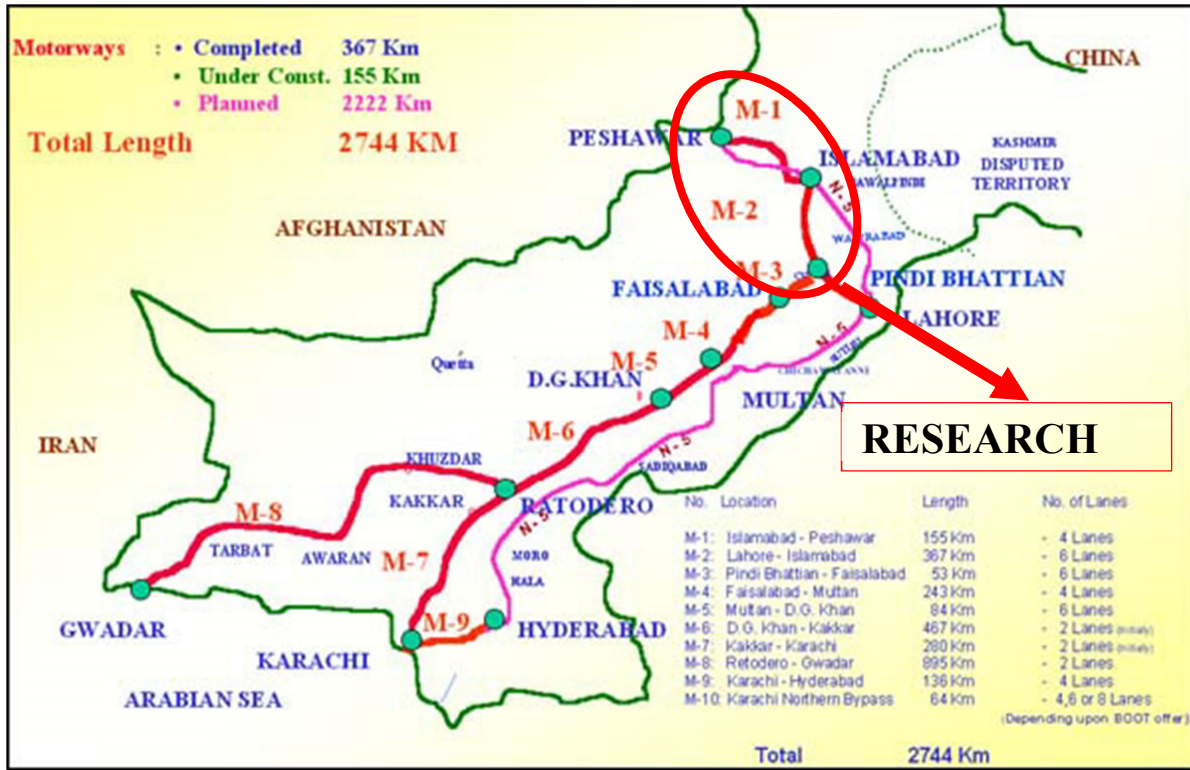 Motorways : • Completed 367 Km
• Under Const. 155 Km
• Planned 2222 Km
Total Length 2744 KM
CHINA
M-1
PESHAWAR
ISLAMABAD
AWALPINDI
KASHMIR
DISPUTED
TERRITORY
N-5
M-2
AFGHANISTAN
M-3
PINDI BHATTIAN
FAISALABAD
LAHORE
M-4
N-5
Quetta
M-5
D.G.KHAN
MULTAN
RESEARCH
M-6
IRAN
N-5
KHUZDAR
SADIQABAD
KAKKAR
RATODERO
M-8
N-5
TARBAT
AWARAN
M-7
MORO
HALA
M-9
HYDERABAD
GWADAR
KARACHI
ARABIAN SEA
No. Location Length No. of Lanes
M-1: Islamabad - Peshawar 155 Km - 4 Lanes
M-2: Lahore - Islamabad 367 Km - 6 Lanes
M-3: Pindi Bhattian - Faisalabad 53 Km - 6 Lanes
M-4: Faisalabad - Multan 243 Km - 4 Lanes
M-5: Multan - D.G. Khan 84 Km - 6 Lanes
M-6: D.G. Khan - Kakkar 467 Km - 2 Lanes (Initially)
M-7: Kakkar - Karachi 280 Km - 2 Lanes (Initially)
M-8: Retodero - Gwadar 895 Km - 2 Lanes
M-9: Karachi - Hyderabad 136 Km - 4 Lanes
M-10: Karachi Northern Bypass 64 Km - 4,6 or 8 Lanes
(Depending upon BOOT offer)
Total 2744 Km